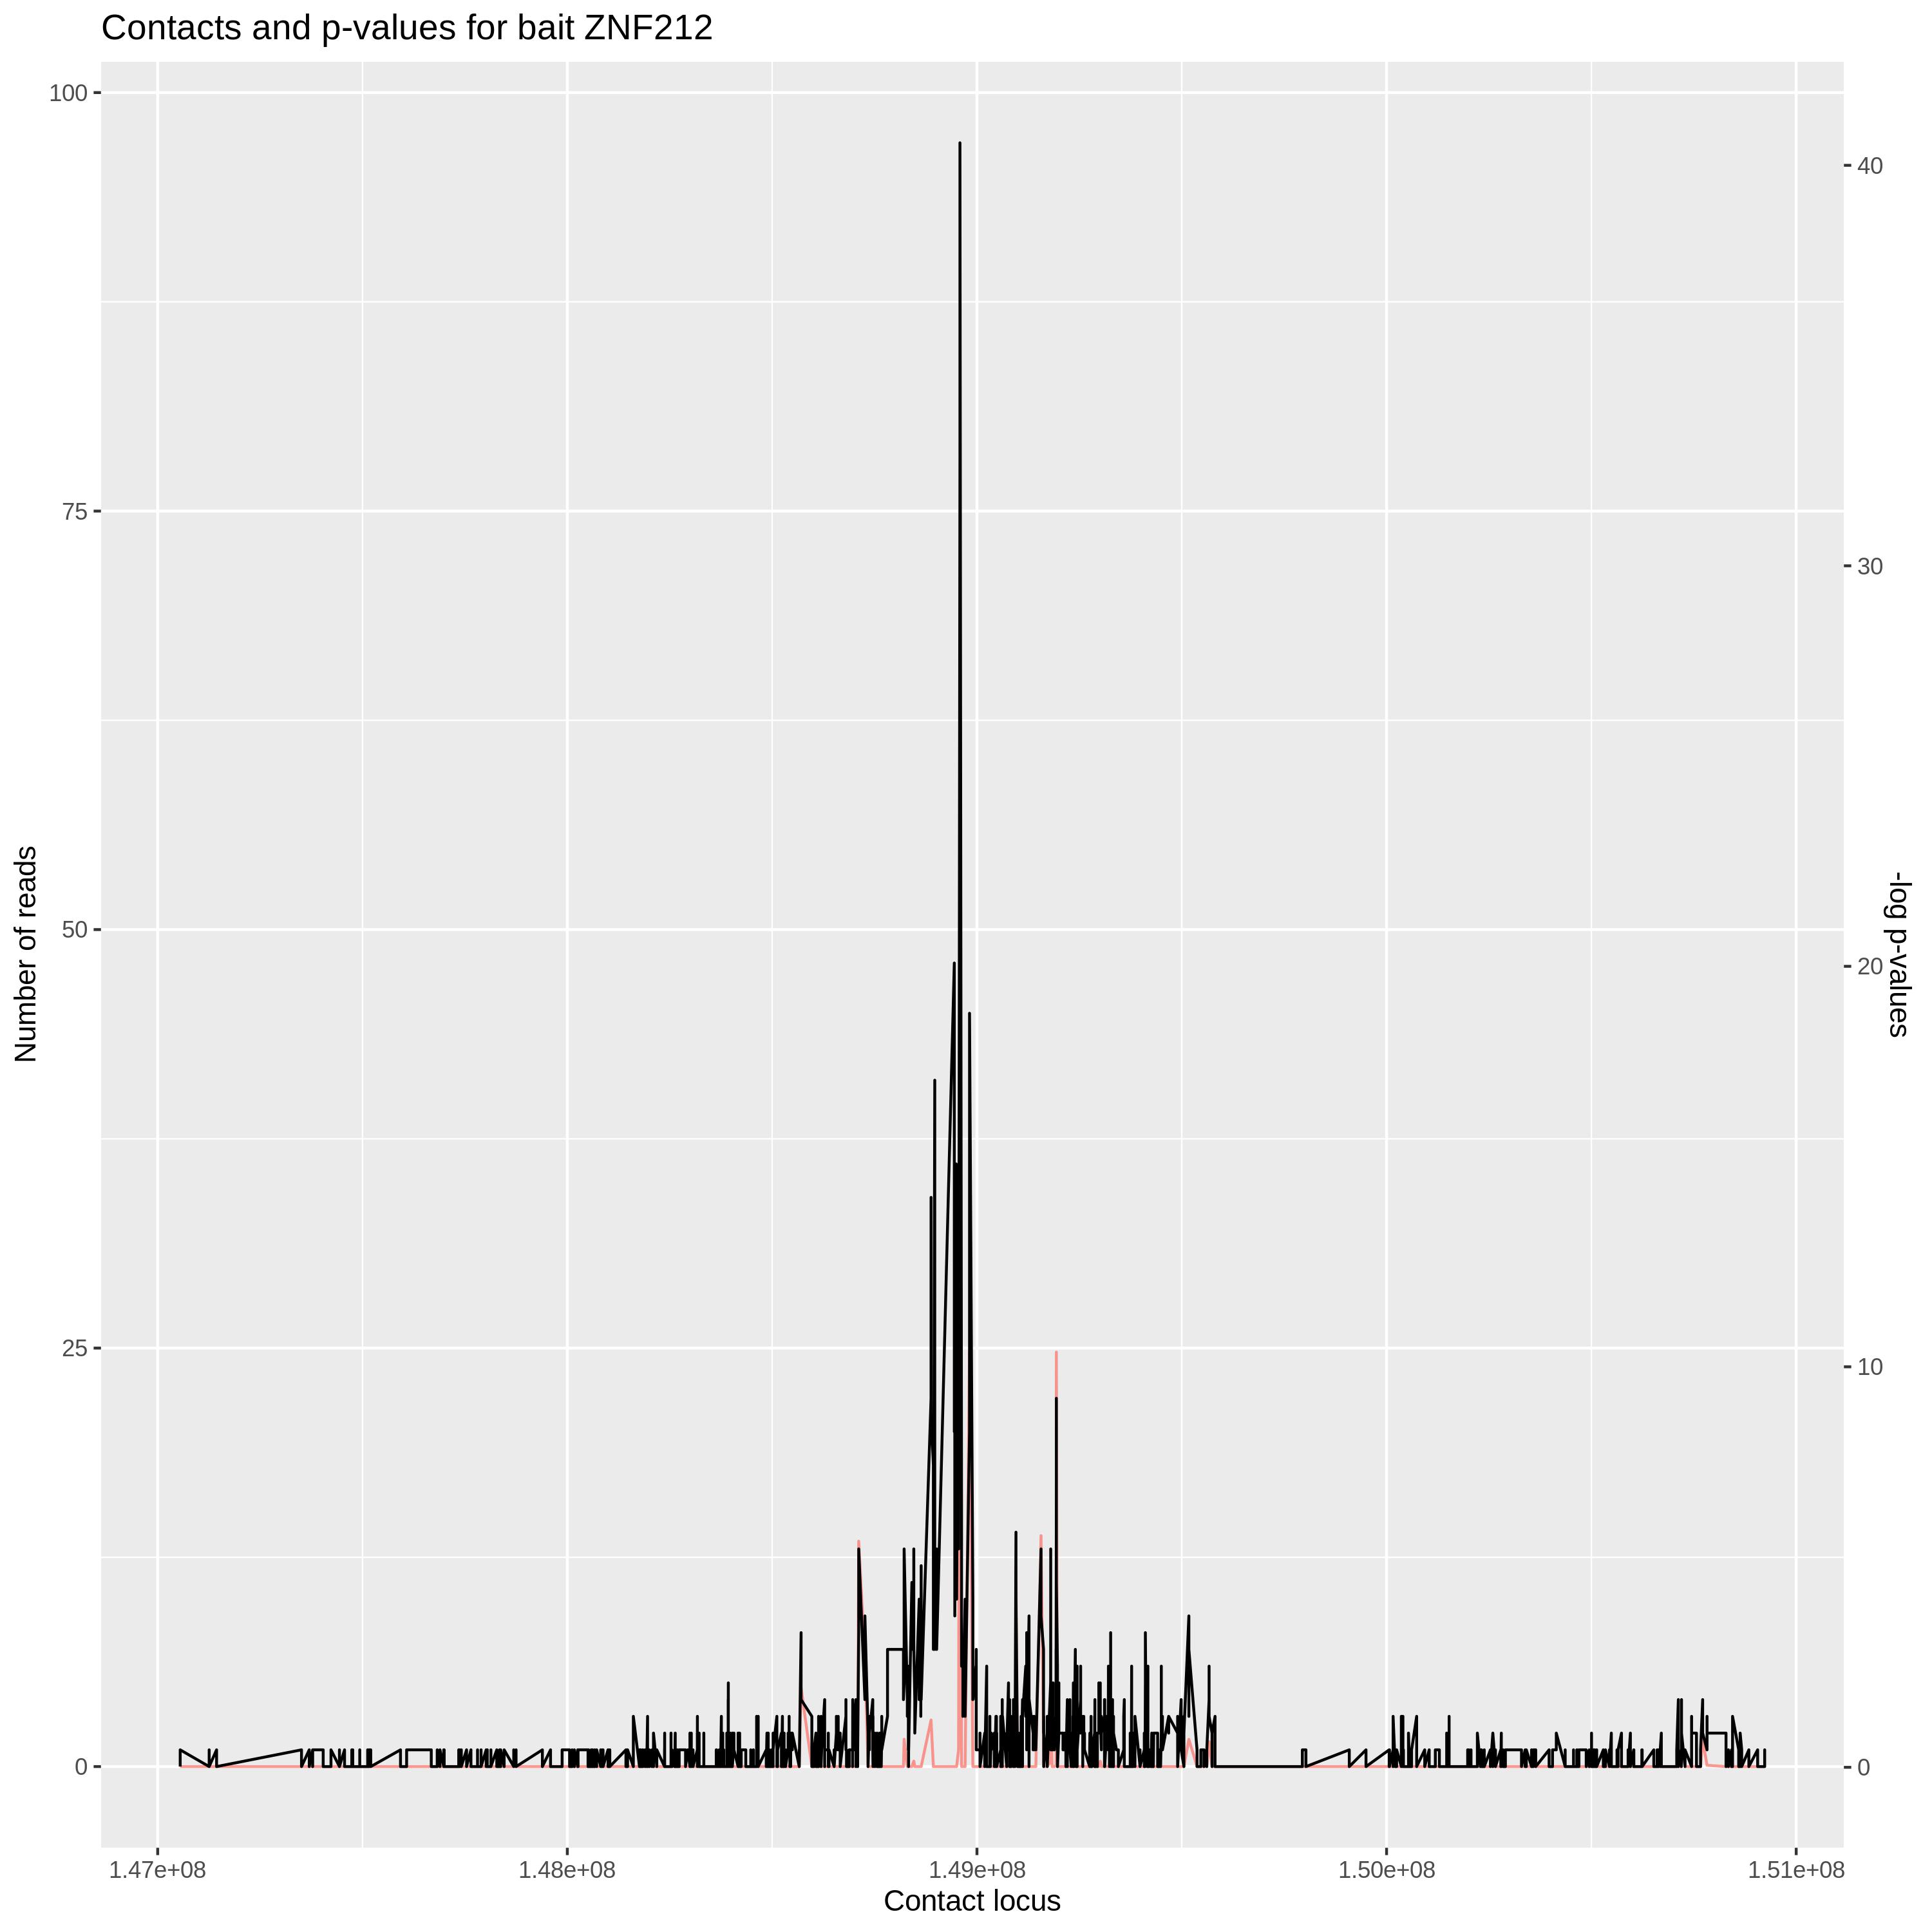 Contacts and p-values for bait ZNF212
100
75
50
25
0
Number of reads
40
30
20
10
0
-log p-values
1.47e+08
1.48e+08
1.49e+08
1.50e+08
1.51e+08
Contact locus